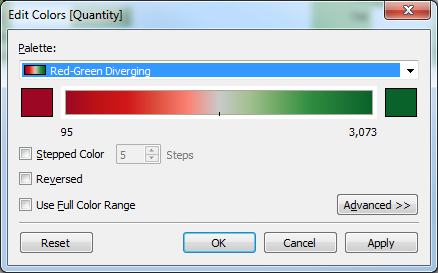 Edit Colors [Quantity]
Palette:
Red-Green Diverging
95 3,073
Stepped Color 5 Steps
Reversed
Use Full Color Range Advanced >>
Reset OK Cancel Apply